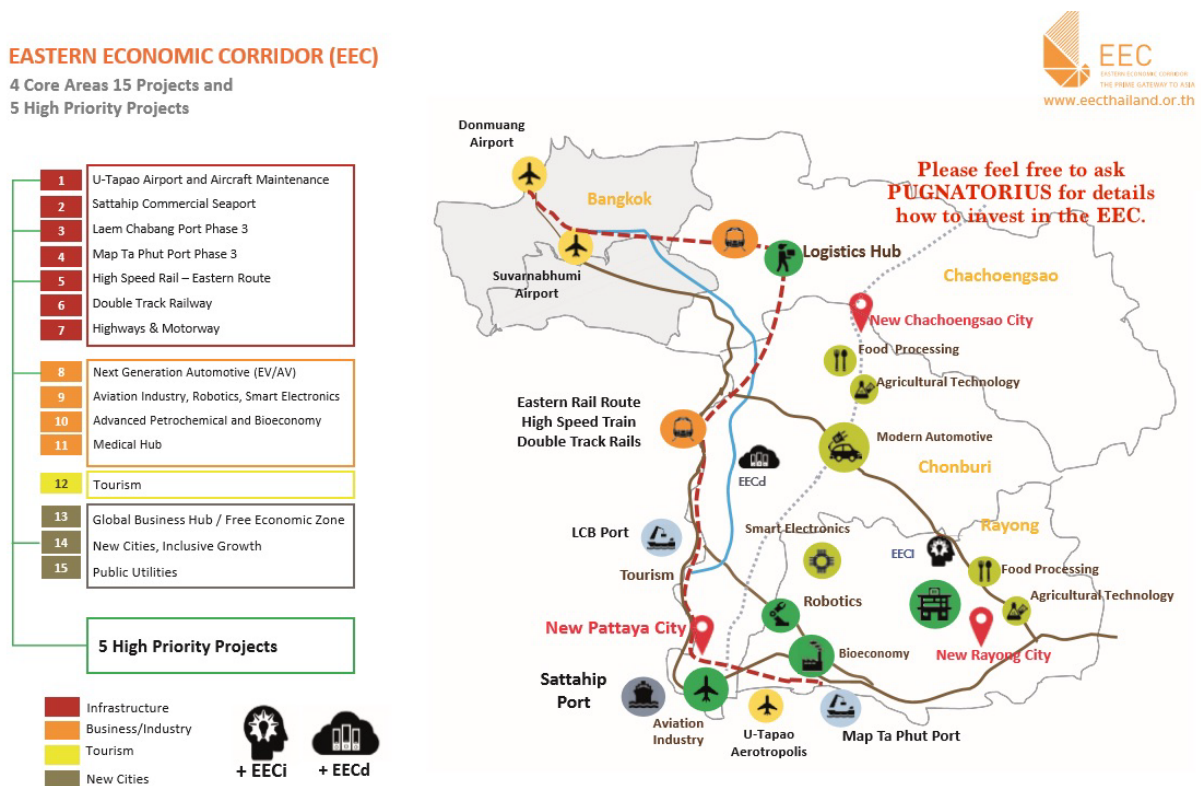 EASTERN ECONOMIC CORRIDOR (EEC)
4 Core Areas 15 Projects and
5 High Priority Projects
EEC
EASTERN ECONOMIC CORRIDOR
THE PRIME GATEWAY TO ASIA
www.eecthailand.or.th
1 U-Tapao Airport and Aircraft Maintenance
2 Sattahip Commercial Seaport
3 Laem Chabang Port Phase 3
4 Map Ta Phut Port Phase 3
5 High Speed Rail – Eastern Route
6 Double Track Railway
7 Highways & Motorway
8 Next Generation Automotive (EV/AV)
9 Aviation Industry, Robotics, Smart Electronics
10 Advanced Petrochemical and Bioeconomy
11 Medical Hub
12 Tourism
13 Global Business Hub / Free Economic Zone
14 New Cities, Inclusive Growth
15 Public Utilities
5 High Priority Projects
Infrastructure
Business/Industry
Tourism
New Cities
+ EECi
+ EECd
Donmuang
Airport
Bangkok
Please feel free to ask
PUGNATORIUS for details
how to invest in the EEC.
Suvarnabhumi
Airport
Logistics Hub
Chachoengsao
New Chachoengsao City
Food Processing
Agricultural Technology
Eastern Rail Route
High Speed Train
Double Track Rails
Modern Automotive
Chonburi
EECd
LCB Port
Smart Electronics
Rayong
EECI
Tourism
Food Processing
Robotics
Agricultural Technology
New Pattaya City
Bioeconomy
New Rayong City
Sattahip
Port
Aviation
Industry
U-Tapao
Aerotropolis
Map Ta Phut Port